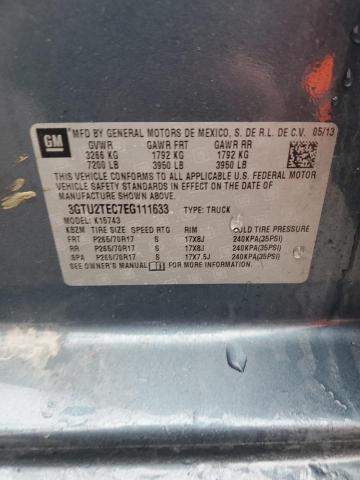 GM
MFD BY GENERAL MOTORS DE MEXICO, S. DE R.L. DE C.V. 05/13
GVWR GAWR FRT GAWR RR
3266 KG 1792 KG 1792 KG
7200 LB 3950 LB 3950 LB
THIS VEHICLE CONFORMS TO ALL APPLICABLE U.S. FEDERAL MOTOR
VEHICLE SAFETY STANDARDS IN EFFECT ON THE DATE OF
MANUFACTURE SHOWN ABOVE.
3GTU2TEC7EG111633 TYPE: TRUCK
MODEL: K15743
KBZM TIRE SIZE SPEED RTG RIM COLD TIRE PRESSURE
FRT P265/70R17 S 17X8J 240KPA(35PSI)
RR P265/70R17 S 17X8J 240KPA(35PSI)
SPA P265/70R17 S 17X7.5J 240KPA(35PSI)
SEE OWNER'S MANUAL FOR MORE INFORMATION.